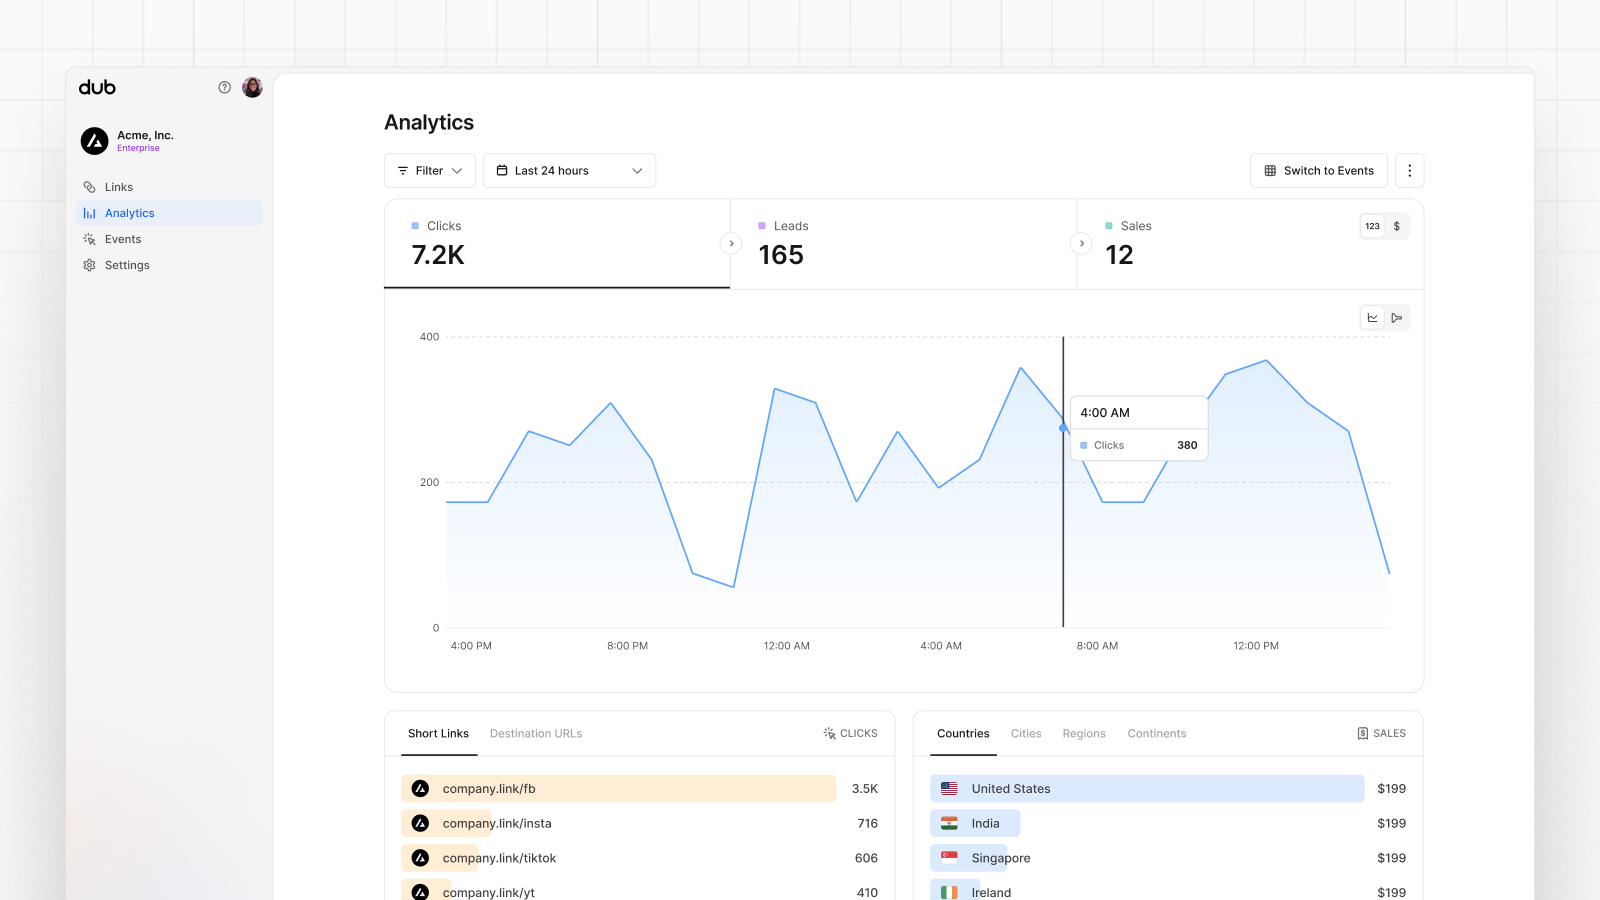 dub
Acme, Inc.
Enterprise
Links
Analytics
Events
Settings
Analytics
Filter
Last 24 hours
Switch to Events
Clicks
7.2K
Leads
165
Sales
12
123 $
400
200
0
4:00 AM
Clicks 380
4:00 PM 8:00 PM 12:00 AM 4:00 AM 8:00 AM 12:00 PM
Short Links Destination URLs CLICKS
company.link/fb 3.5K
company.link/insta 716
company.link/tiktok 606
company.link/yt 410
Countries Cities Regions Continents SALES
United States $199
India $199
Singapore $199
Ireland $199